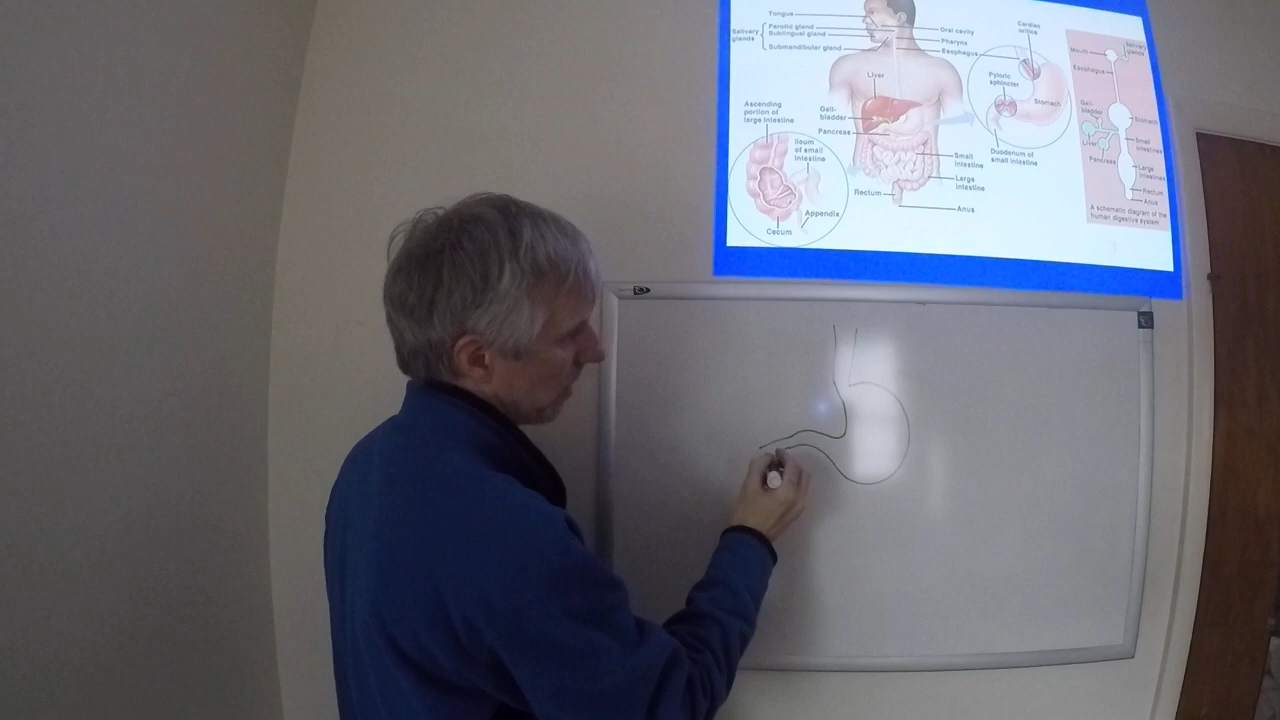 Tongue
Salivary glands
Parotid gland
Sublingual gland
Submandibular gland
Oral cavity
Pharynx
Esophagus
Cardiac orifice
Pyloric sphincter
Stomach
Duodenum of small intestine
Liver
Gall-
bladder
Pancreas
Small
intestine
Large
intestine
Rectum
Anus
Ascending
portion of
large intestine
Ileum
of small
intestine
Appendix
Cecum
Mouth
Salivary
glands
Esophagus
Gall-
bladder
Stomach
Liver
Small
intestines
Pancreas
Large
intestines
Rectum
Anus
A schematic diagram of the
human digestive system